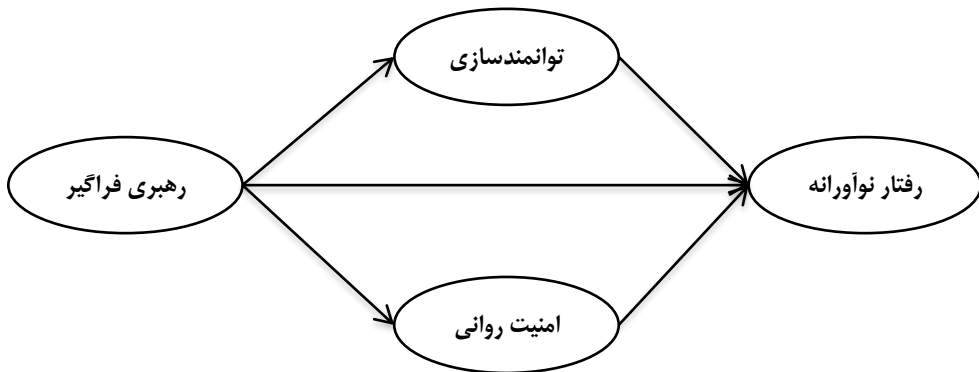 توانمندسازی
رهبری فراگیر
رفتار نوآورانه
امنیت روانی